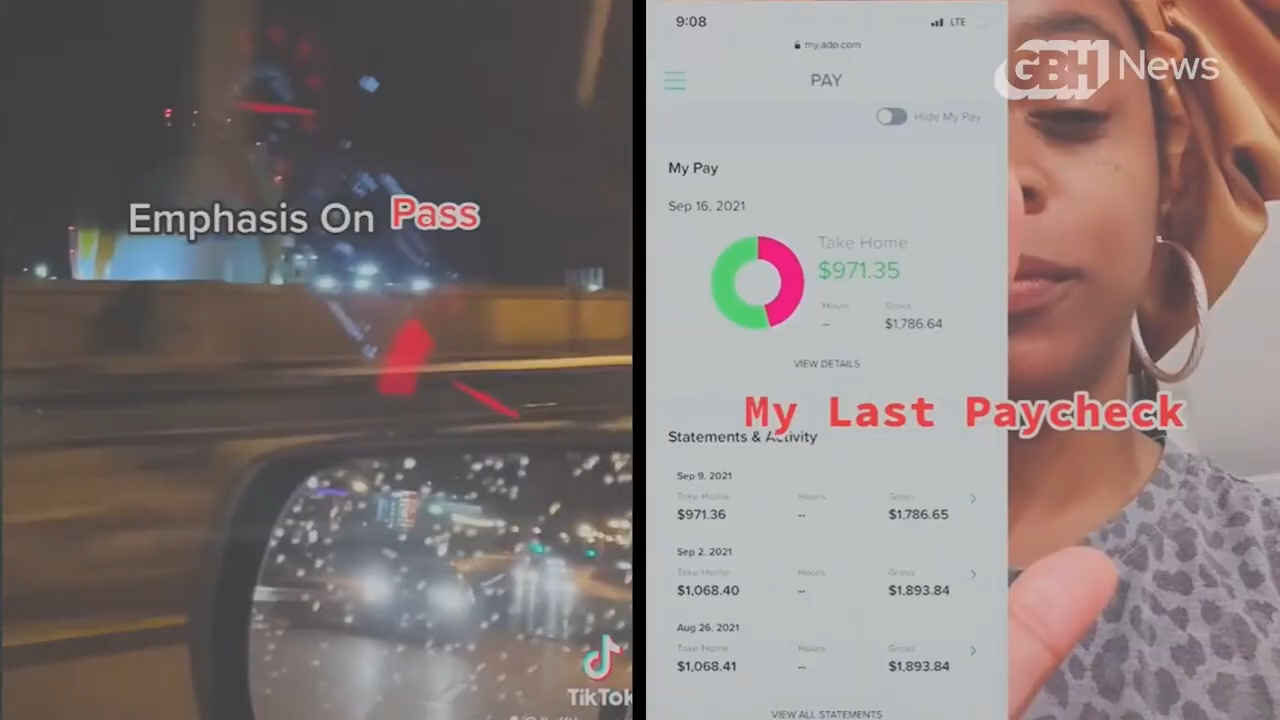 Emphasis On Pass
TikTok
9:08
LTE
my.adp.com
PAY
GBH News
Hide My Pay
My Pay
Sep 16, 2021
Take Home
$971.35
Hours
Gross
--
$1,786.64
VIEW DETAILS
My Last Paycheck
Statements & Activity
Sep 9, 2021
Take Home
Hours
Gross
$971.36
--
$1,786.65
Sep 2, 2021
Take Home
Hours
Gross
$1,068.40
--
$1,893.84
Aug 26, 2021
Take Home
Hours
Gross
$1,068.41
--
$1,893.84
VIEW ALL STATEMENTS